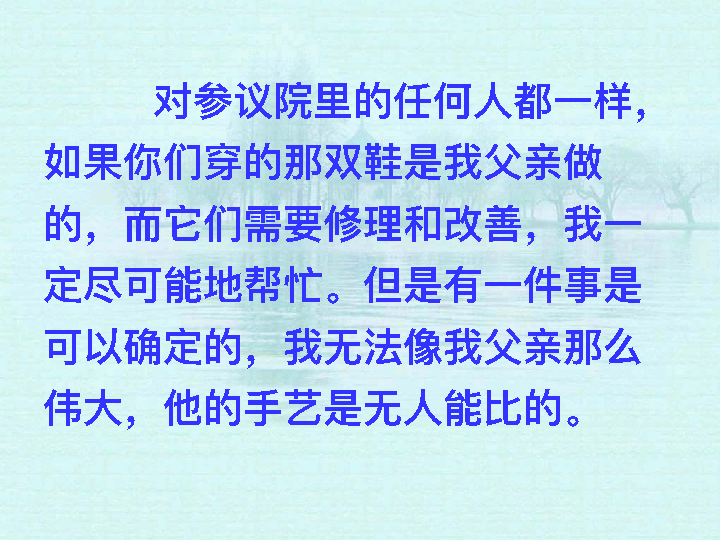 对参议院里的任何人都一样，
如果你们穿的那双鞋是我父亲做
的，而它们需要修理和改善，我一
定尽可能地帮忙。但是有一件事是
可以确定的，我无法像我父亲那么
伟大，他的手艺是无人能比的。